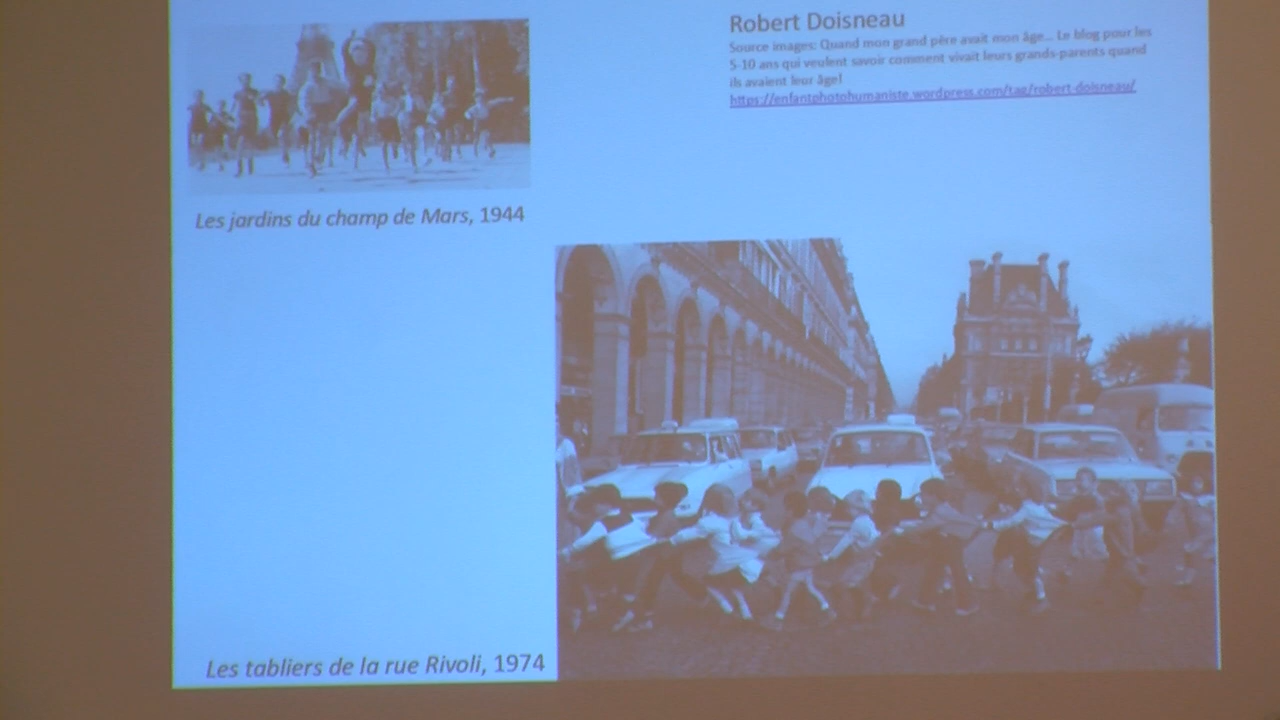 Robert Doisneau
Source images: Quand mon grand père avait mon âge... Le blog pour les
5-10 ans qui veulent savoir comment vivait leurs grands-parents quand
ils avaient leur âge!
https://enfantphotohumaniste.wordpress.com/tag/robert-doisneau/
Les jardins du champ de Mars, 1944
Les tabliers de la rue Rivoli, 1974